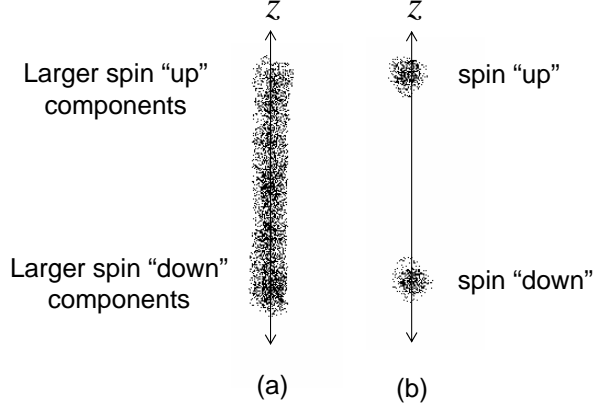 z
z
Larger spin “up”
components
spin “up”
Larger spin “down”
components
spin “down”
(a)
(b)